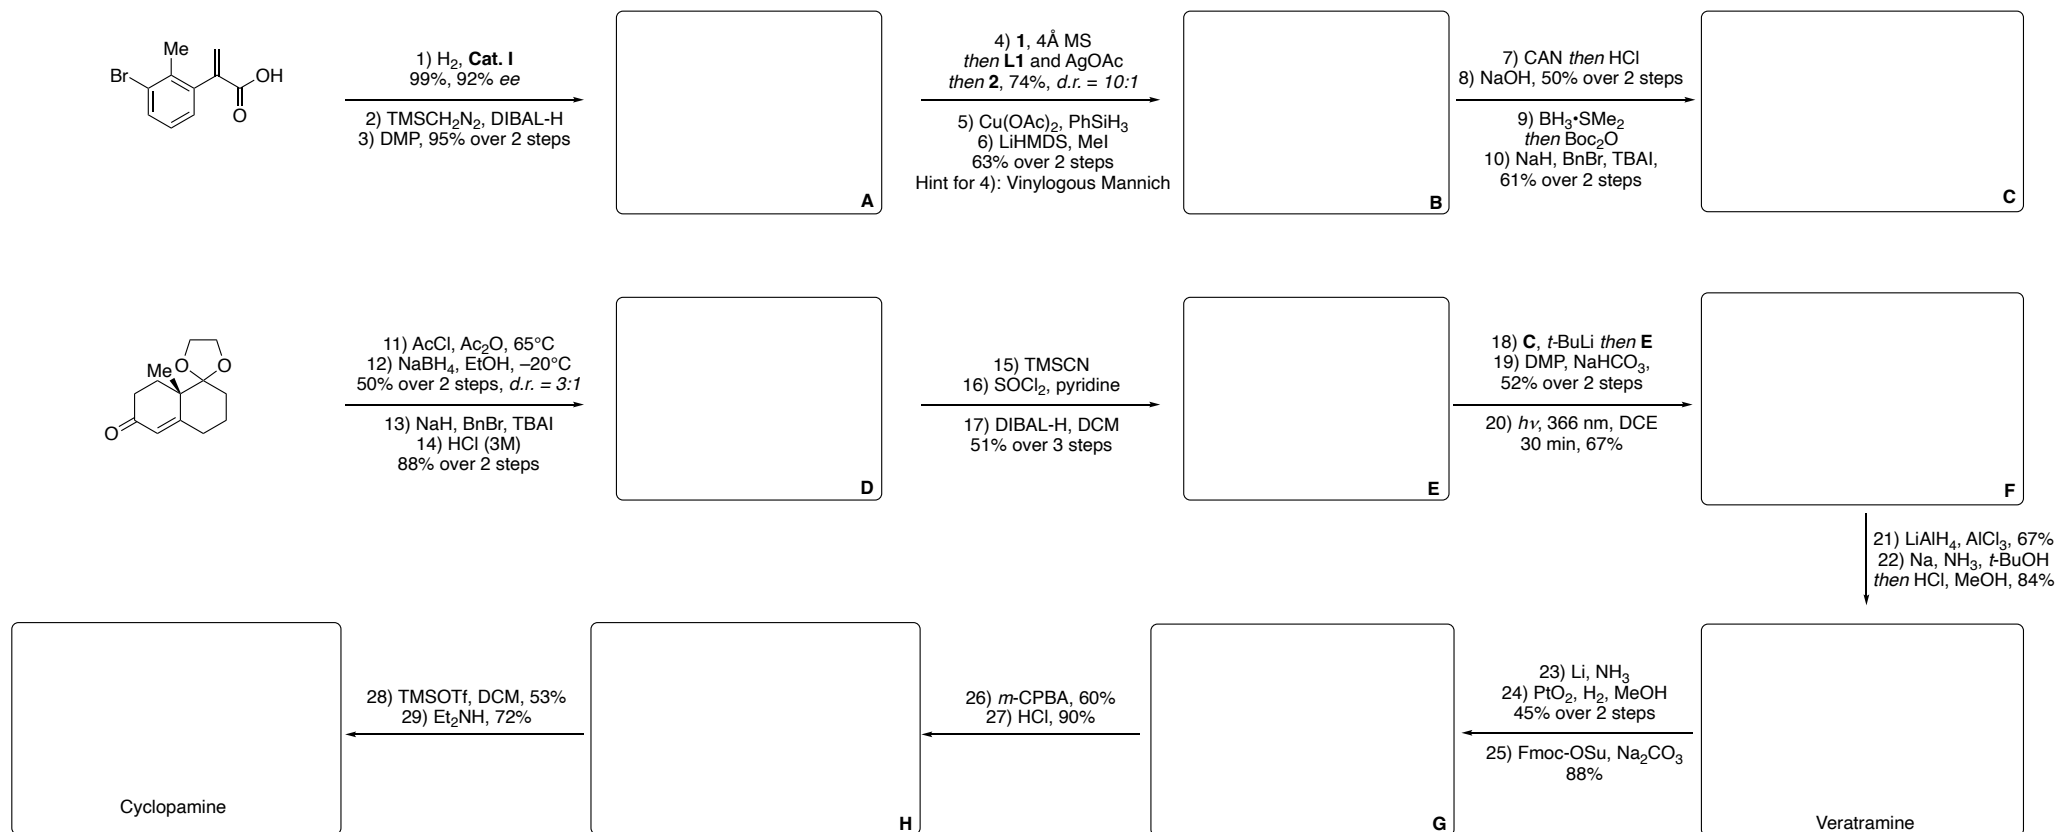 Me
Br
OH
O
1) H2, Cat. I
99%, 92% ee
2) TMSCH2N2, DIBAL-H
3) DMP, 95% over 2 steps
A
4) 1, 4Å MS
then L1 and AgOAc
then 2, 74%, d.r. = 10:1
5) Cu(OAc)2, PhSiH3
6) LiHMDS, MeI
63% over 2 steps
Hint for 4): Vinylogous Mannich
B
7) CAN then HCl
8) NaOH, 50% over 2 steps
9) BH3•SMe2
then Boc2O
10) NaH, BnBr, TBAI,
61% over 2 steps
C
O O
Me
O
11) AcCl, Ac2O, 65°C
12) NaBH4, EtOH, –20°C
50% over 2 steps, d.r. = 3:1
13) NaH, BnBr, TBAI
14) HCl (3M)
88% over 2 steps
D
15) TMSCN
16) SOCl2, pyridine
17) DIBAL-H, DCM
51% over 3 steps
E
18) C, t-BuLi then E
19) DMP, NaHCO3,
52% over 2 steps
20) hν, 366 nm, DCE
30 min, 67%
F
21) LiAlH4, AlCl3, 67%
22) Na, NH3, t-BuOH
then HCl, MeOH, 84%
Cyclopamine
28) TMSOTf, DCM, 53%
29) Et2NH, 72%
H
26) m-CPBA, 60%
27) HCl, 90%
G
23) Li, NH3
24) PtO2, H2, MeOH
45% over 2 steps
25) Fmoc-OSu, Na2CO3
88%
Veratramine